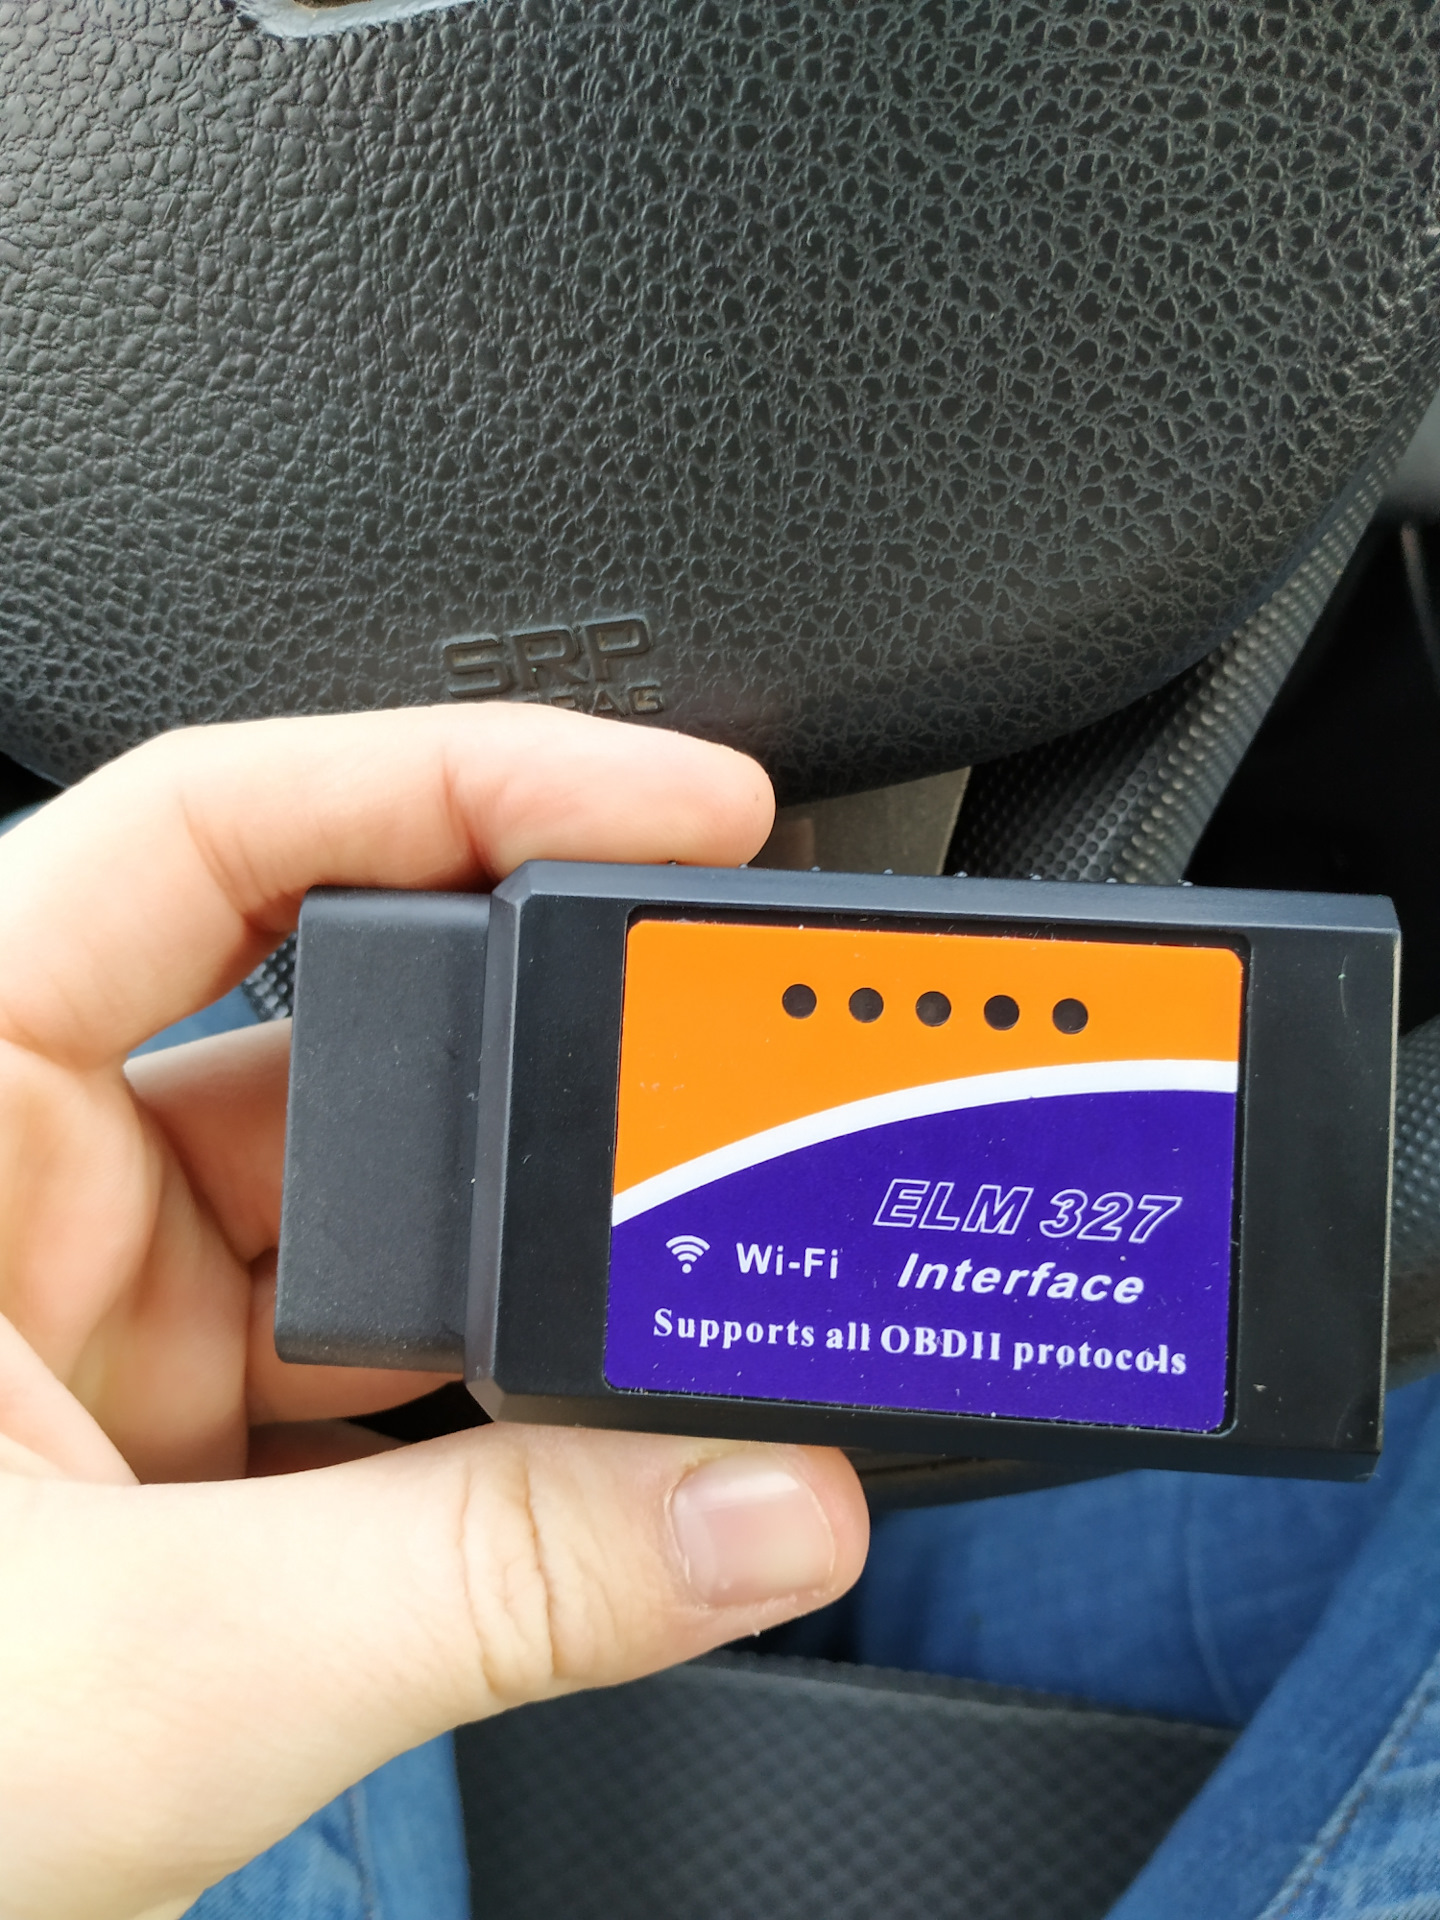 SRP
ELM 327
Wi-Fi Interface
Supports all OBDII protocols